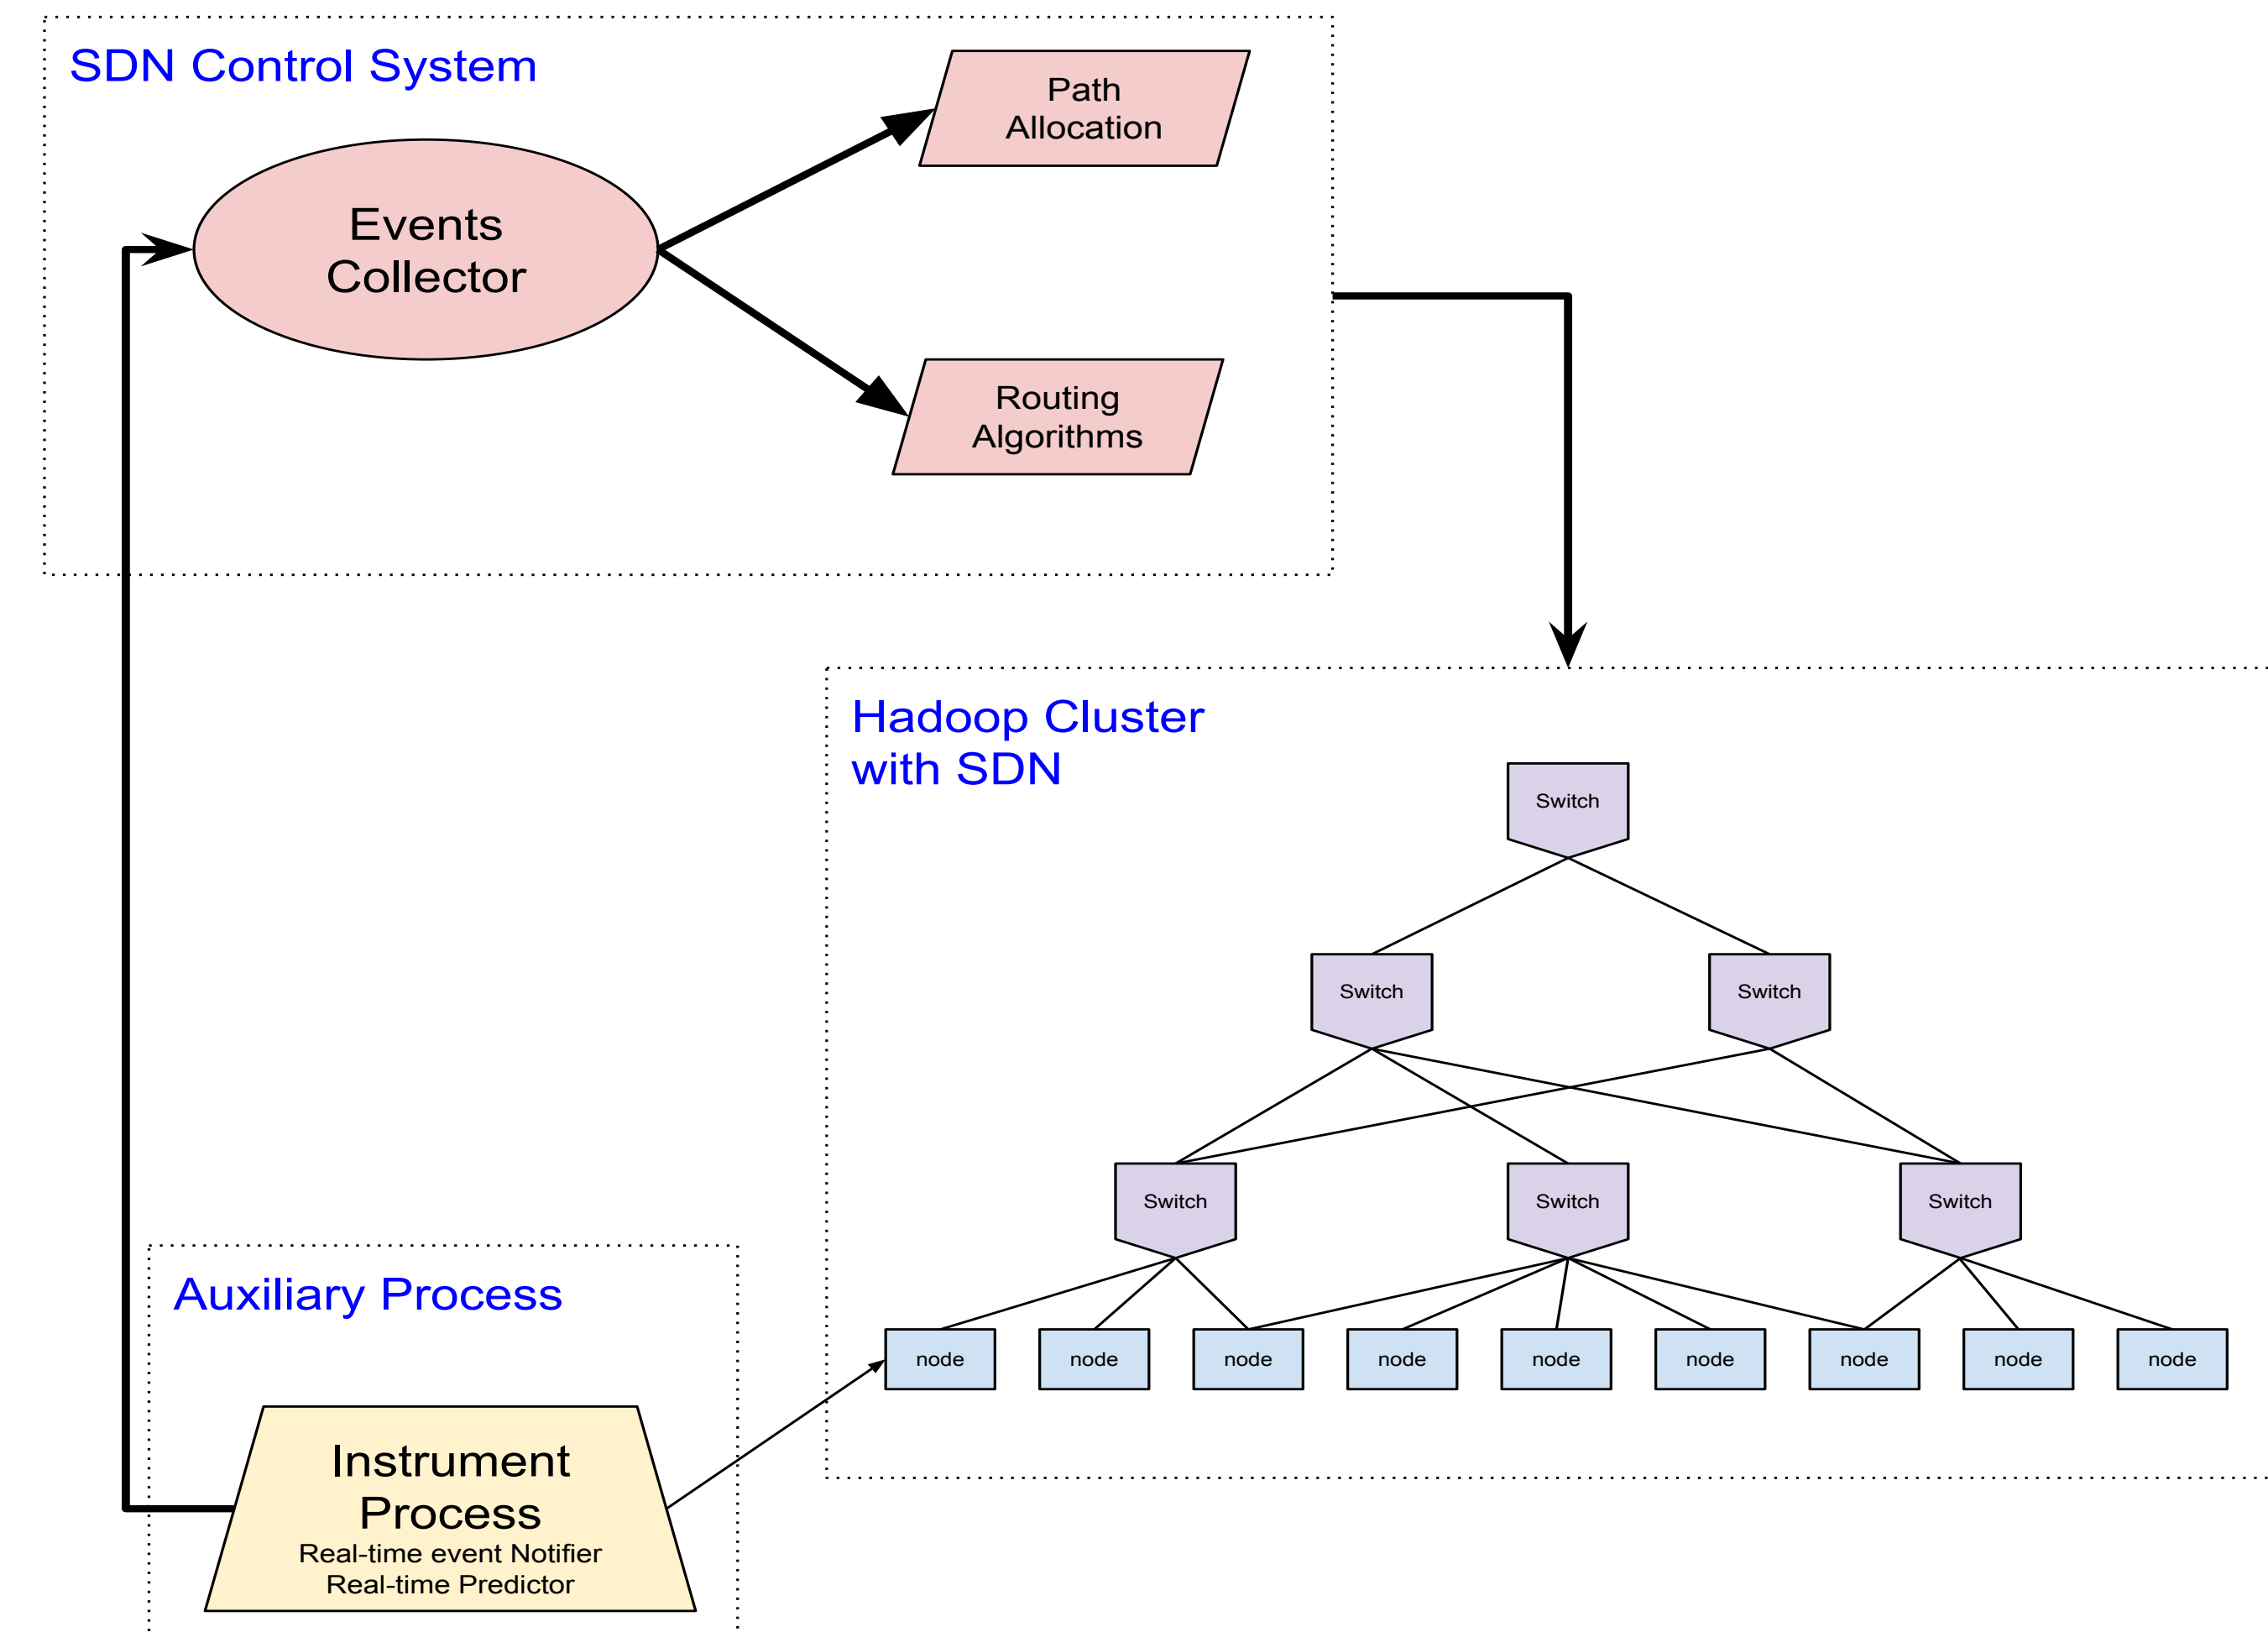 SDN Control System
Path
Allocation
Events
Collector
Routing
Algorithms
Hadoop Cluster
with SDN
Switch
Switch
Switch
Switch
Switch
Switch
Auxiliary Process
node
node
node
node
node
node
node
node
node
Instrument
Process
Real-time event Notifier
Real-time Predictor